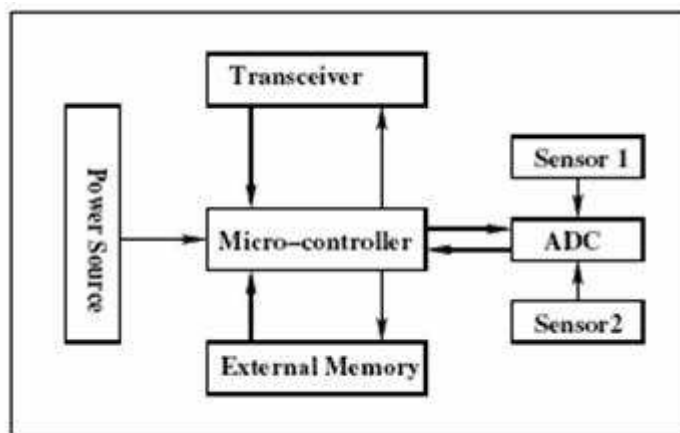 Transceiver
Power Source
Sensor 1
Micro-controller
ADC
Sensor2
External Memory